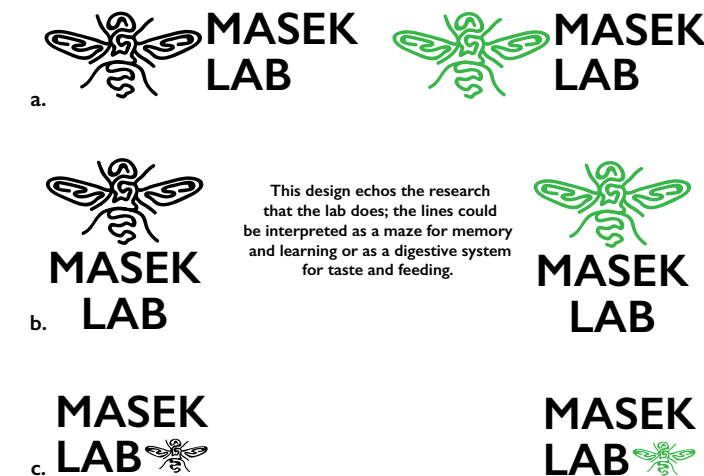 MASEK
LAB
MASEK
LAB
a.
This design echos the research
that the lab does; the lines could
be interpreted as a maze for memory
and learning or as a digestive system
for taste and feeding.
MASEK
LAB
b.
MASEK
LAB
MASEK
c. LAB
MASEK
LAB